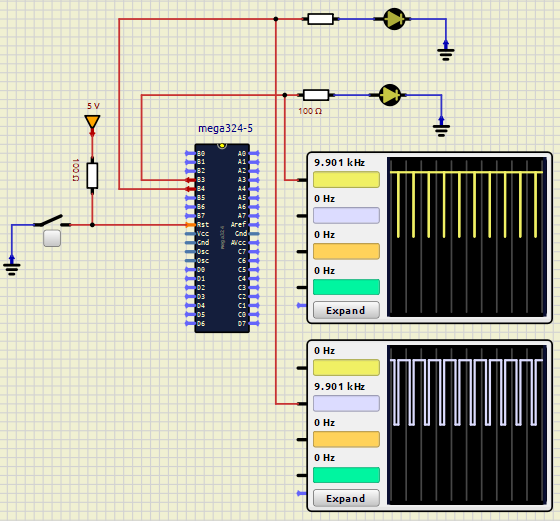 5 V
100 Ω
mega324-5
B0 A0
B1 A1
B2 A2
B3 A3
B4 A4
B5 A5
B6 A6
B7 A7
Rst Aref
Vcc Gnd
Gnd AVcc
Osc C7
Osc C6
D0 C5
D1 C4
D2 C3
D3 C2
D4 C1
D5 C0
D6 D7
mega324
100 Ω
9.901 kHz
0 Hz
0 Hz
0 Hz
Expand
0 Hz
9.901 kHz
0 Hz
0 Hz
Expand